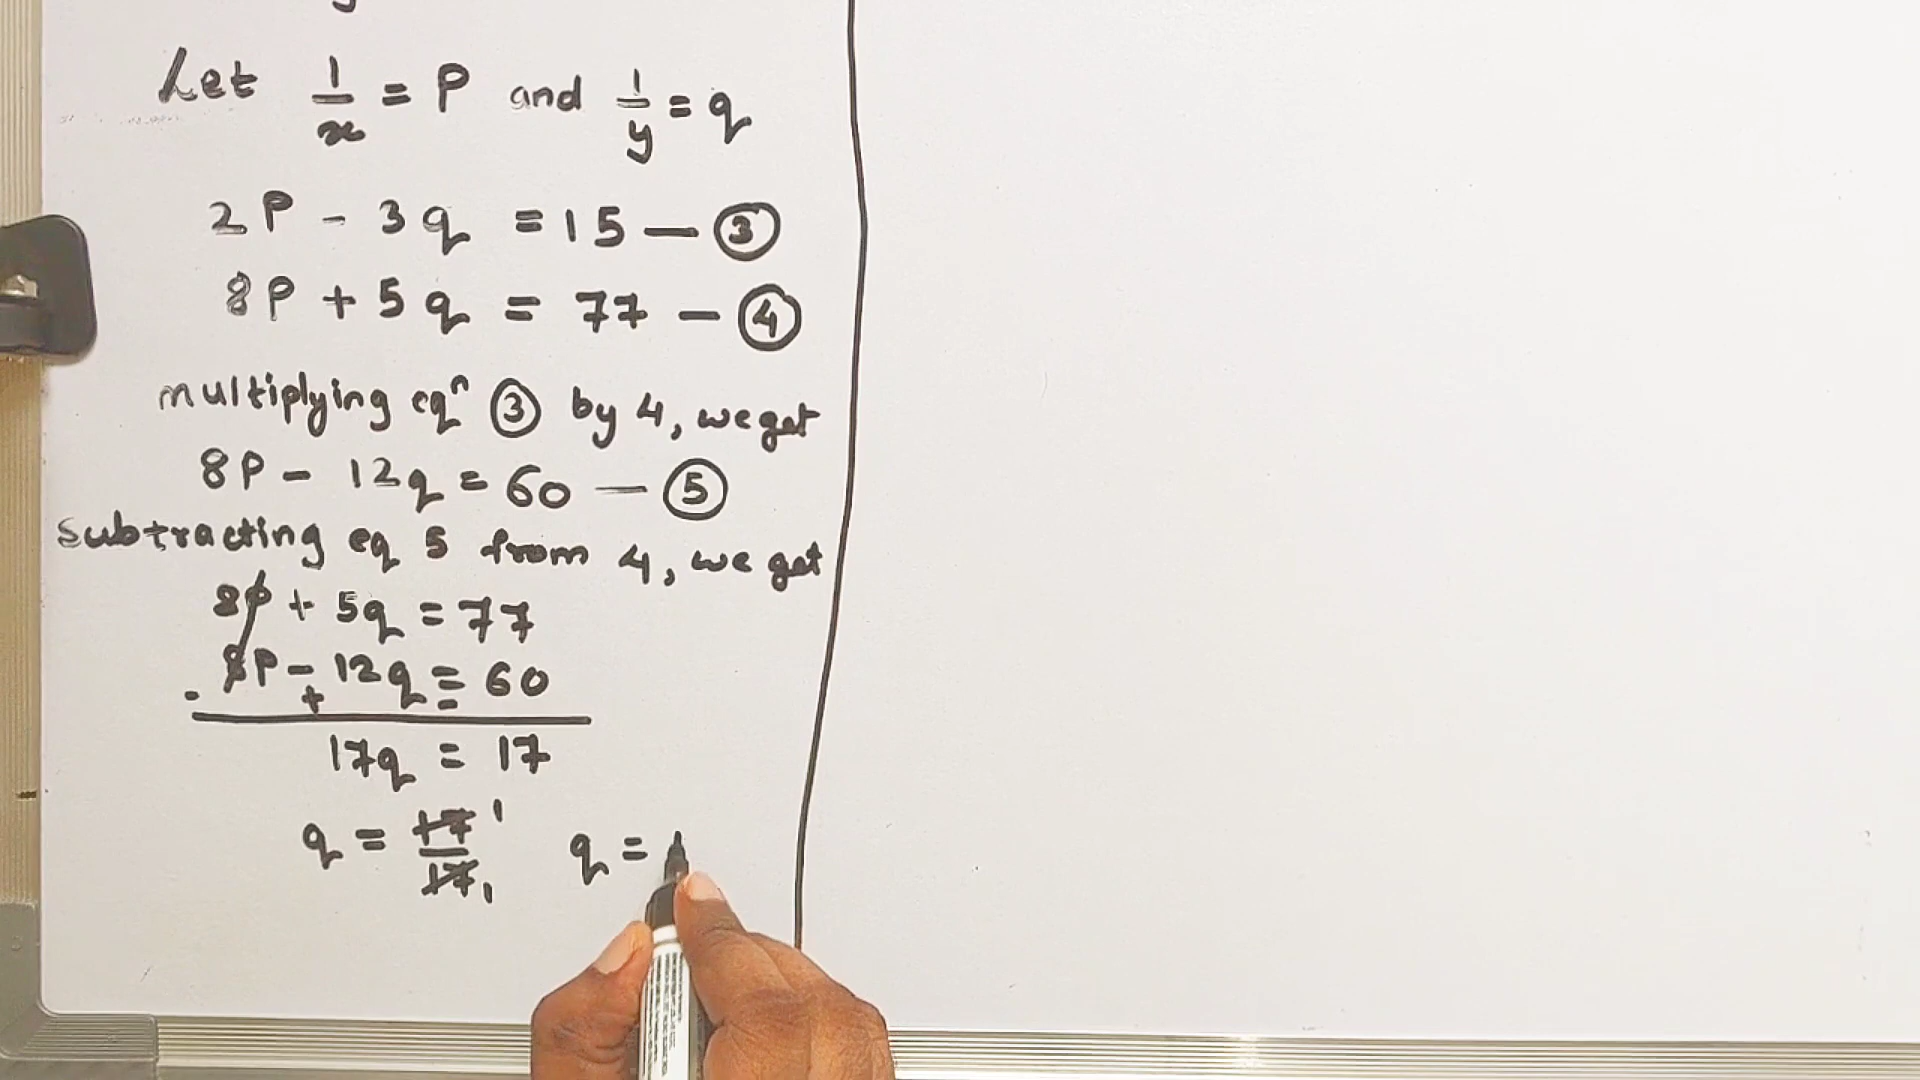 Let 1/x = P and 1/y = q
2P - 3q = 15 — ③
8P + 5q = 77 — ④
multiplying eqⁿ ③ by 4, we get
8P - 12q = 60 — ⑤
subtracting eq 5 from 4, we get
8P + 5q = 77
8P - 12q = 60
- + -
17q = 17
q = 17/17 1 1 q =